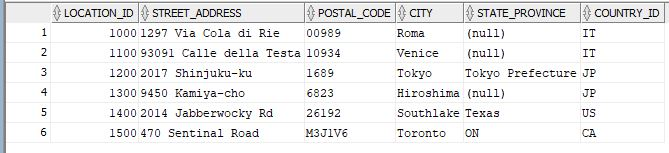 LOCATION_ID STREET_ADDRESS POSTAL_CODE CITY STATE_PROVINCE COUNTRY_ID
1 1000 1297 Via Cola di Rie 00989 Roma (null) IT
2 1100 93091 Calle della Testa 10934 Venice (null) IT
3 1200 2017 Shinjuku-ku 1689 Tokyo Tokyo Prefecture JP
4 1300 9450 Kamiya-cho 6823 Hiroshima (null) JP
5 1400 2014 Jabberwocky Rd 26192 Southlake Texas US
6 1500 470 Sentinal Road M3J1V6 Toronto ON CA